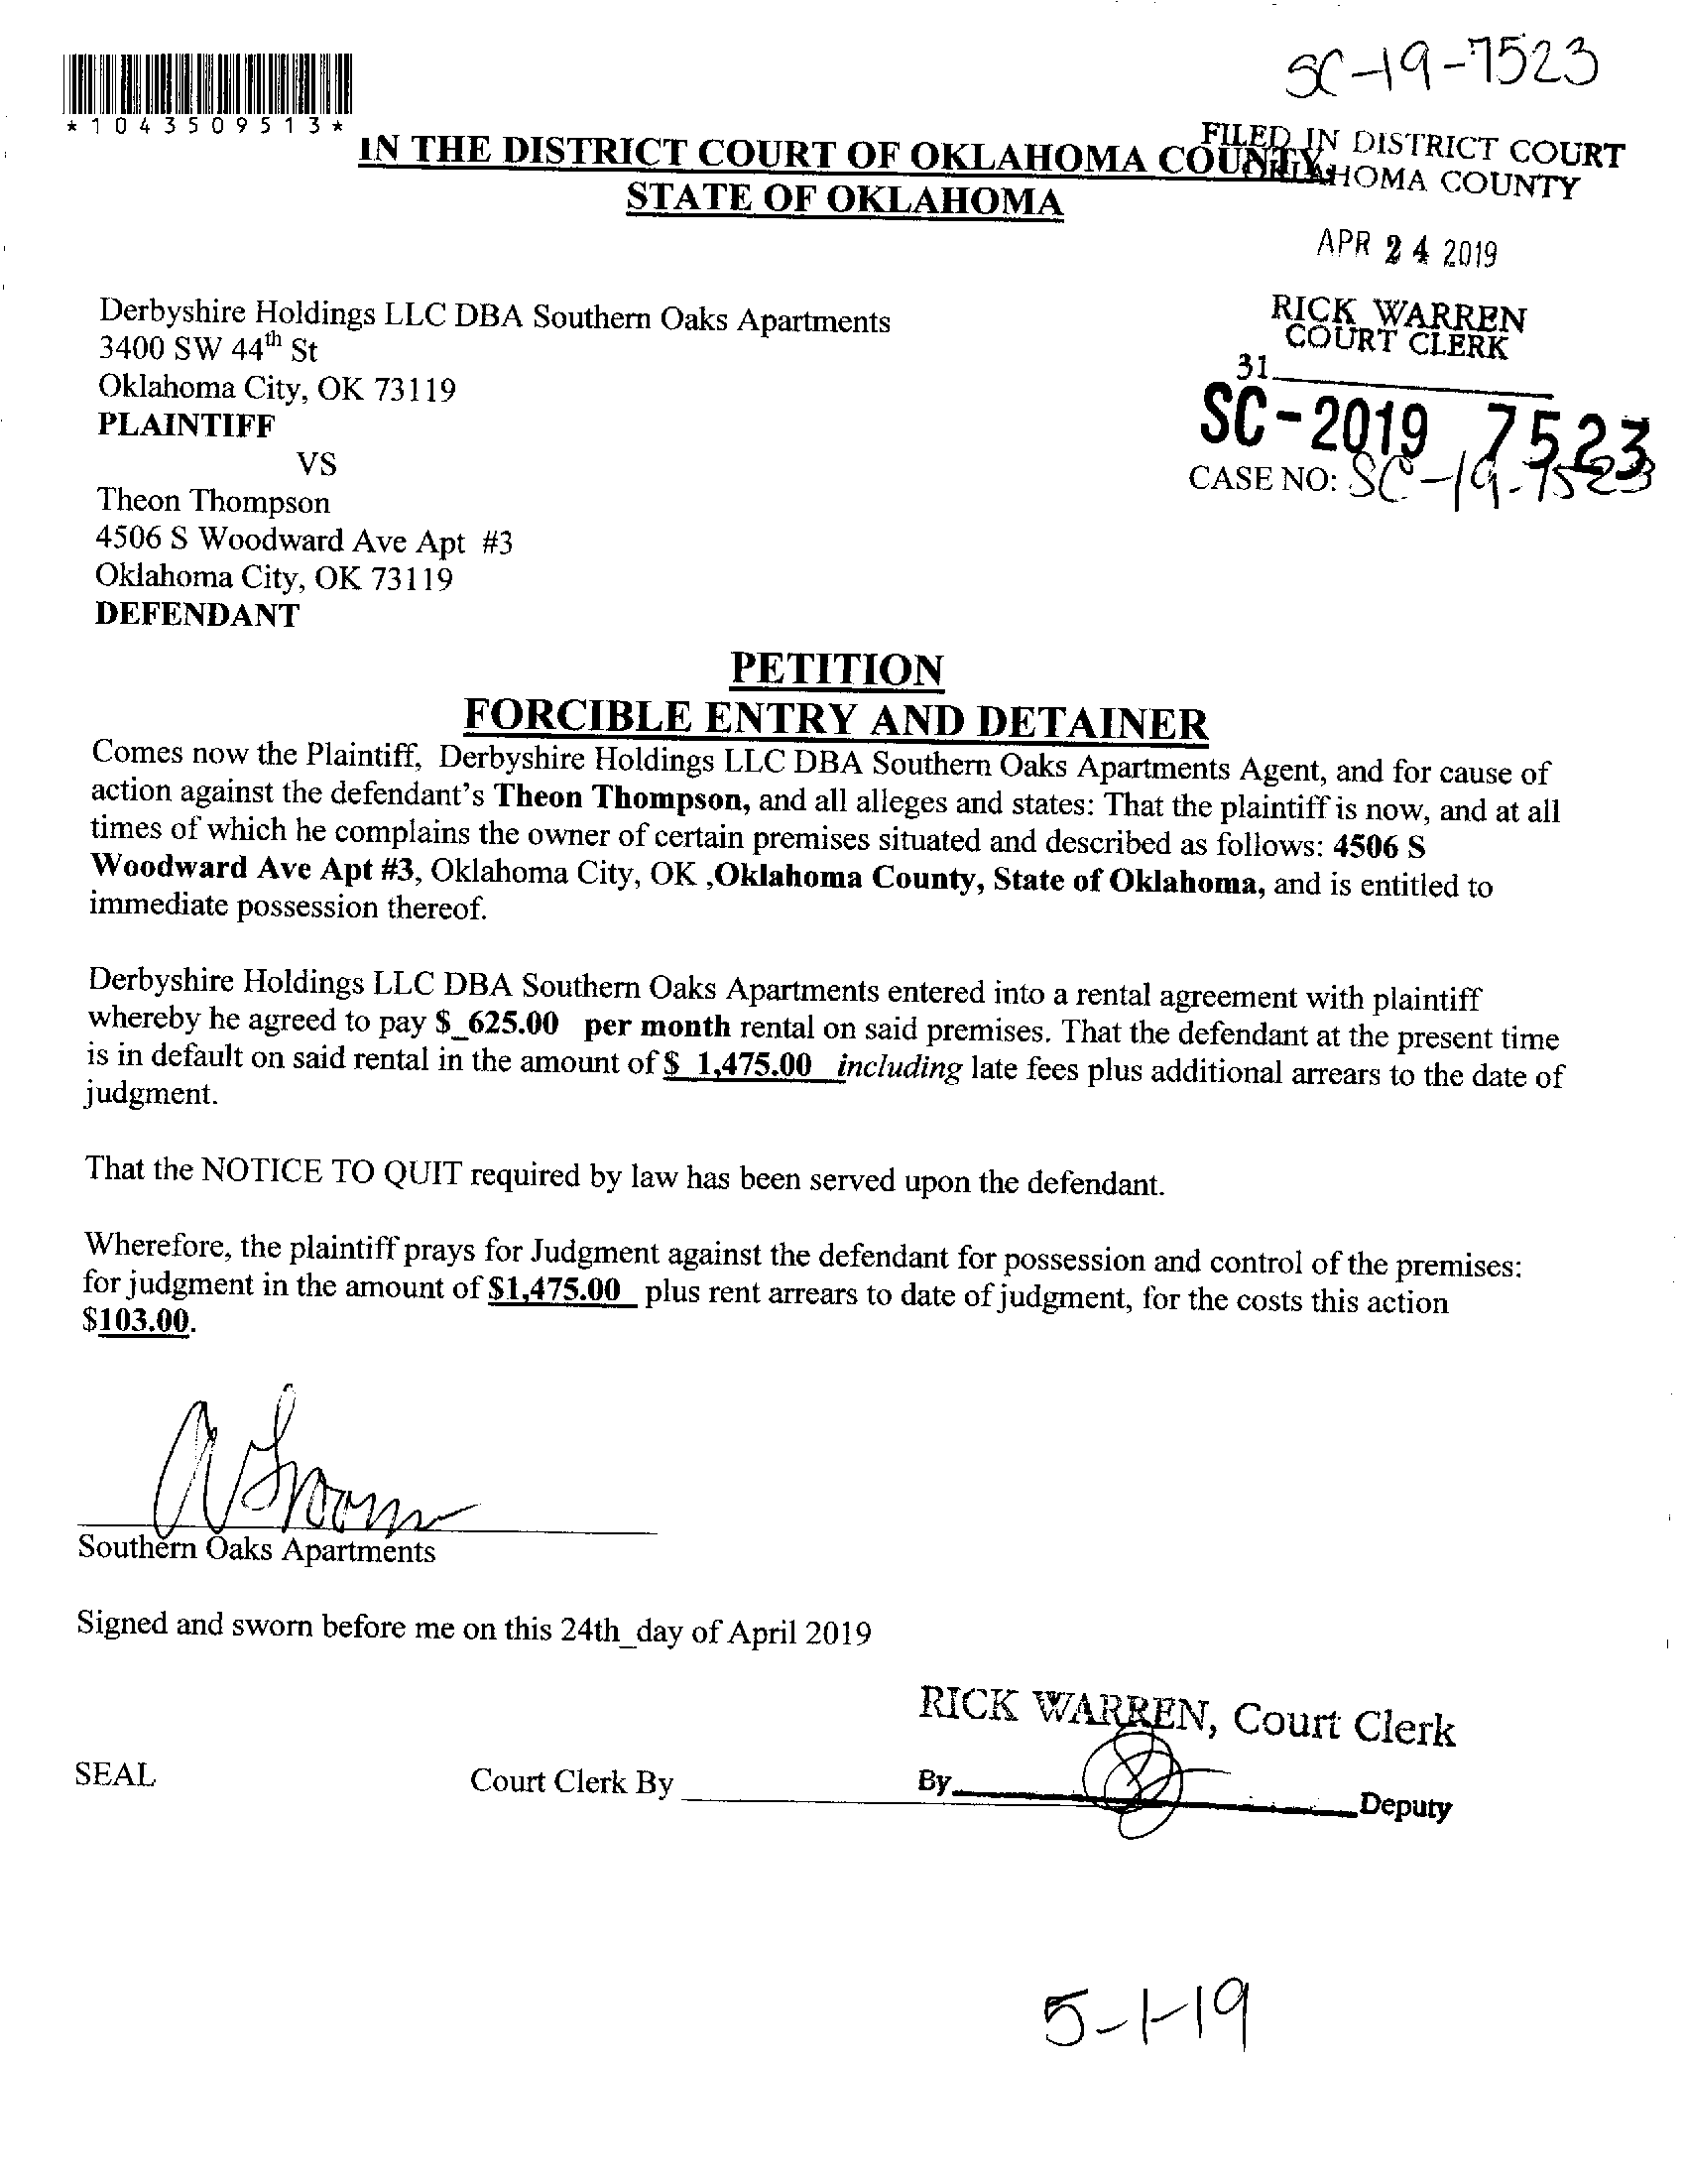 SC-19-7523
*1043509513*
IN THE DISTRICT COURT OF OKLAHOMA COUNTY
STATE OF OKLAHOMA
FILED IN DISTRICT COURT
OKLAHOMA COUNTY
APR 24 2019
RICK WARREN
COURT CLERK
31
SC-2019 7523
CASE NO: SC-19-7523
Derbyshire Holdings LLC DBA Southern Oaks Apartments
3400 SW 44th St
Oklahoma City, OK 73119
PLAINTIFF
VS
Theon Thompson
4506 S Woodward Ave Apt #3
Oklahoma City, OK 73119
DEFENDANT
PETITION
FORCIBLE ENTRY AND DETAINER
Comes now the Plaintiff, Derbyshire Holdings LLC DBA Southern Oaks Apartments Agent, and for cause of
action against the defendant's Theon Thompson, and all alleges and states: That the plaintiff is now, and at all
times of which he complains the owner of certain premises situated and described as follows: 4506 S
Woodward Ave Apt #3, Oklahoma City, OK ,Oklahoma County, State of Oklahoma, and is entitled to
immediate possession thereof.
Derbyshire Holdings LLC DBA Southern Oaks Apartments entered into a rental agreement with plaintiff
whereby he agreed to pay $_625.00 per month rental on said premises. That the defendant at the present time
is in default on said rental in the amount of $ 1,475.00 including late fees plus additional arrears to the date of
judgment.
That the NOTICE TO QUIT required by law has been served upon the defendant.
Wherefore, the plaintiff prays for Judgment against the defendant for possession and control of the premises:
for judgment in the amount of $1,475.00 plus rent arrears to date of judgment, for the costs this action
$103.00.
Southern Oaks Apartments
Signed and sworn before me on this 24th_day of April 2019
RICK WARREN, Court Clerk
SEAL Court Clerk By By Deputy
5-1-19